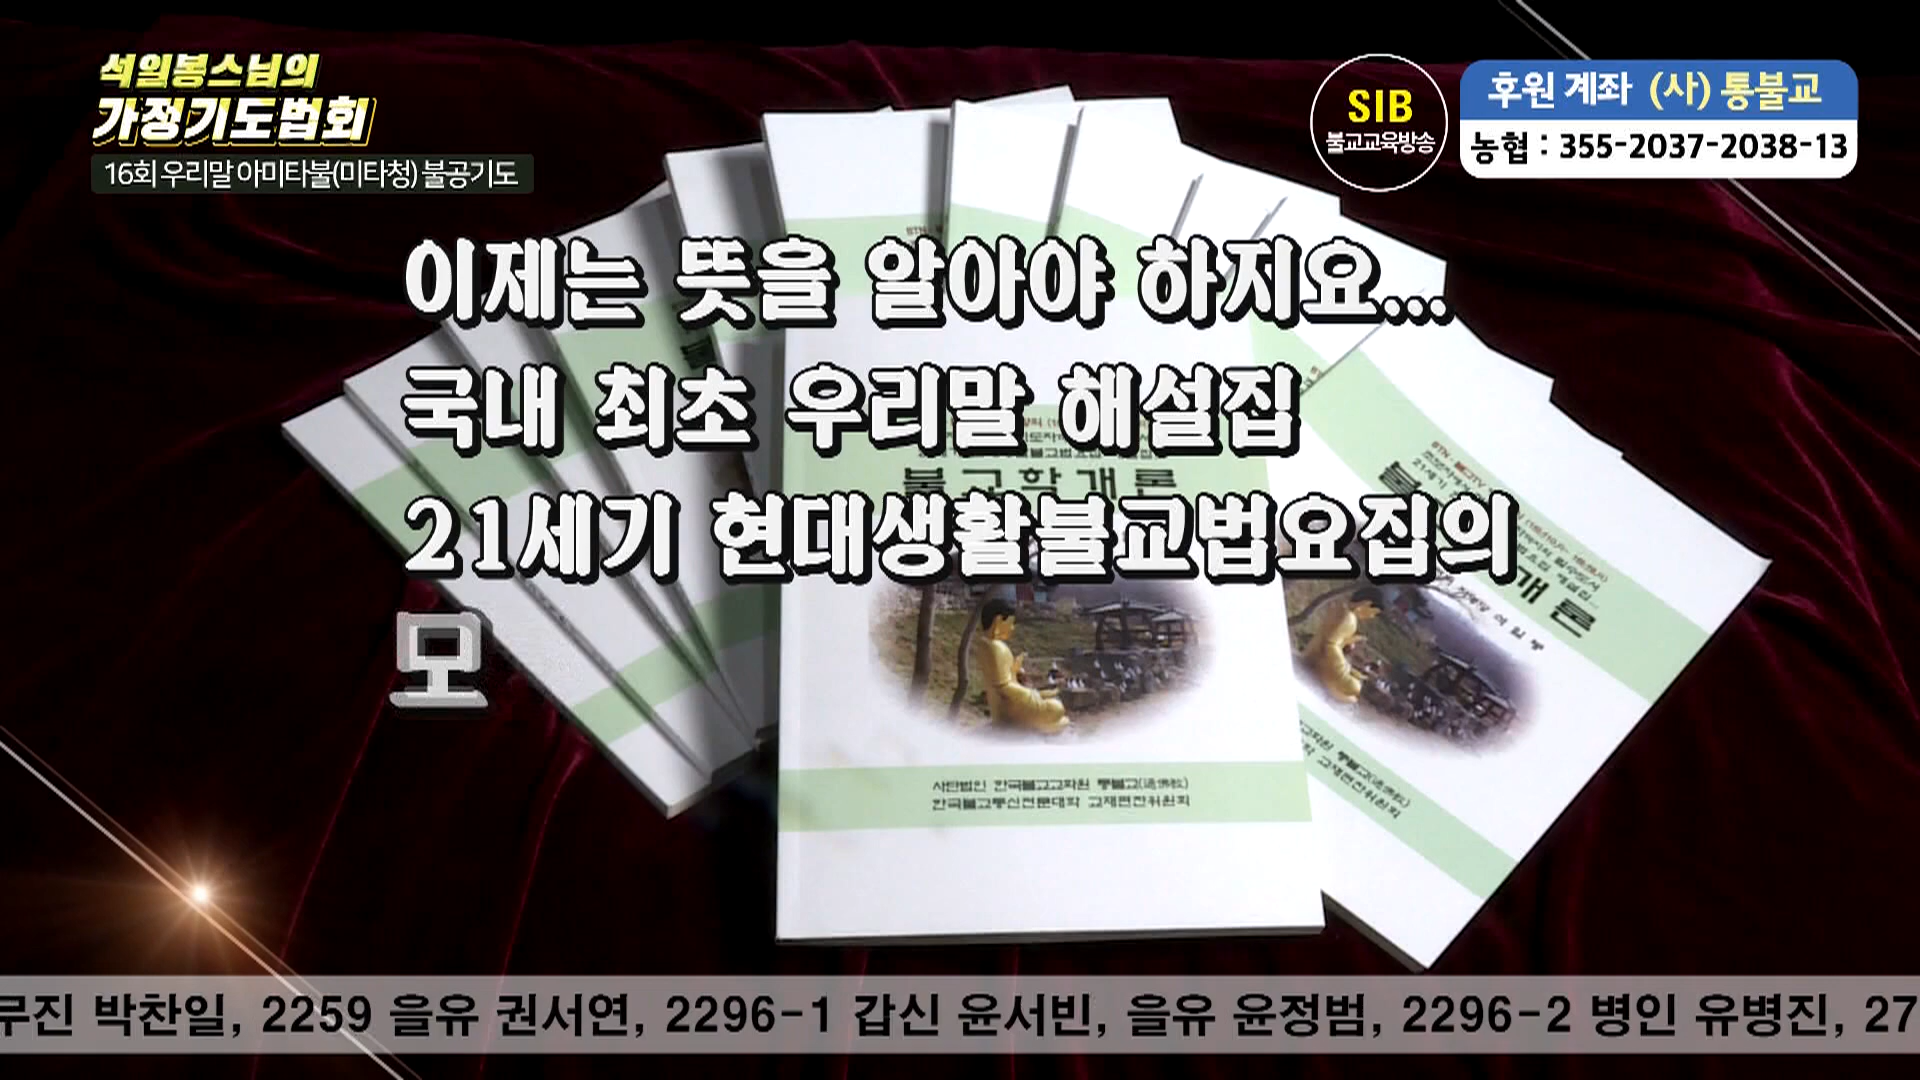 석일봉스님의
가정기도법회
16회 우리말 아미타불(미타청) 불공기도
SIB
불교교육방송
후원 계좌 (사) 통불교
농협 : 355-2037-2038-13
이제는 뜻을 알아야 하지요...
국내 최초 우리말 해설집
21세기 현대생활불교법요집의
모
불교학개론
사단법인 한국불교교학원 통불교(通佛敎)
한국불교통신전문대학 교재편찬위원회
무진 박찬일, 2259 을유 권서연, 2296-1 갑신 윤서빈, 을유 윤정범, 2296-2 병인 유병진, 27